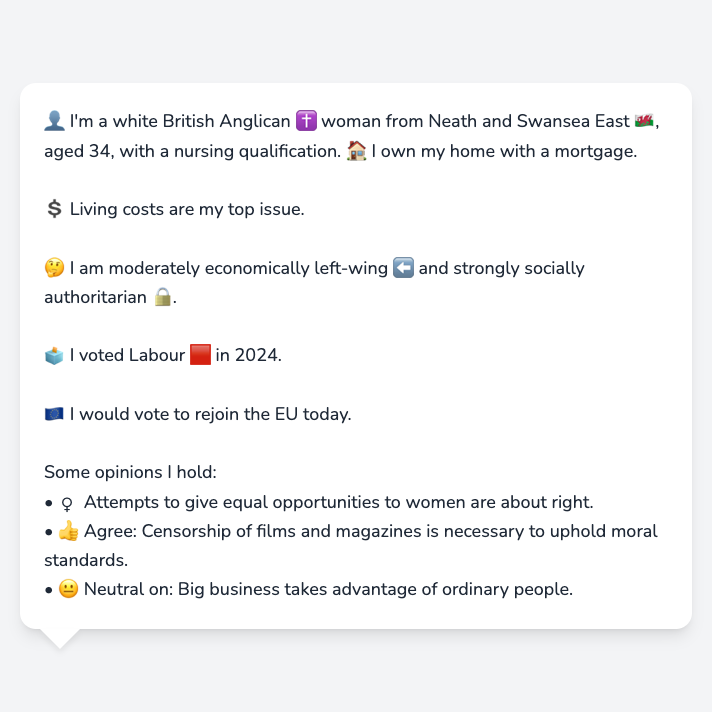 👤 I'm a white British Anglican ✝️ woman from Neath and Swansea East 🏴󠁧󠁢󠁷󠁬󠁳󠁿,
aged 34, with a nursing qualification. 🏠 I own my home with a mortgage.
💲 Living costs are my top issue.
🤔 I am moderately economically left-wing ⬅️ and strongly socially
authoritarian 🔒.
🗳️ I voted Labour 🟥 in 2024.
🇪🇺 I would vote to rejoin the EU today.
Some opinions I hold:
• ♀ Attempts to give equal opportunities to women are about right.
• 👍 Agree: Censorship of films and magazines is necessary to uphold moral
standards.
• 😐 Neutral on: Big business takes advantage of ordinary people.